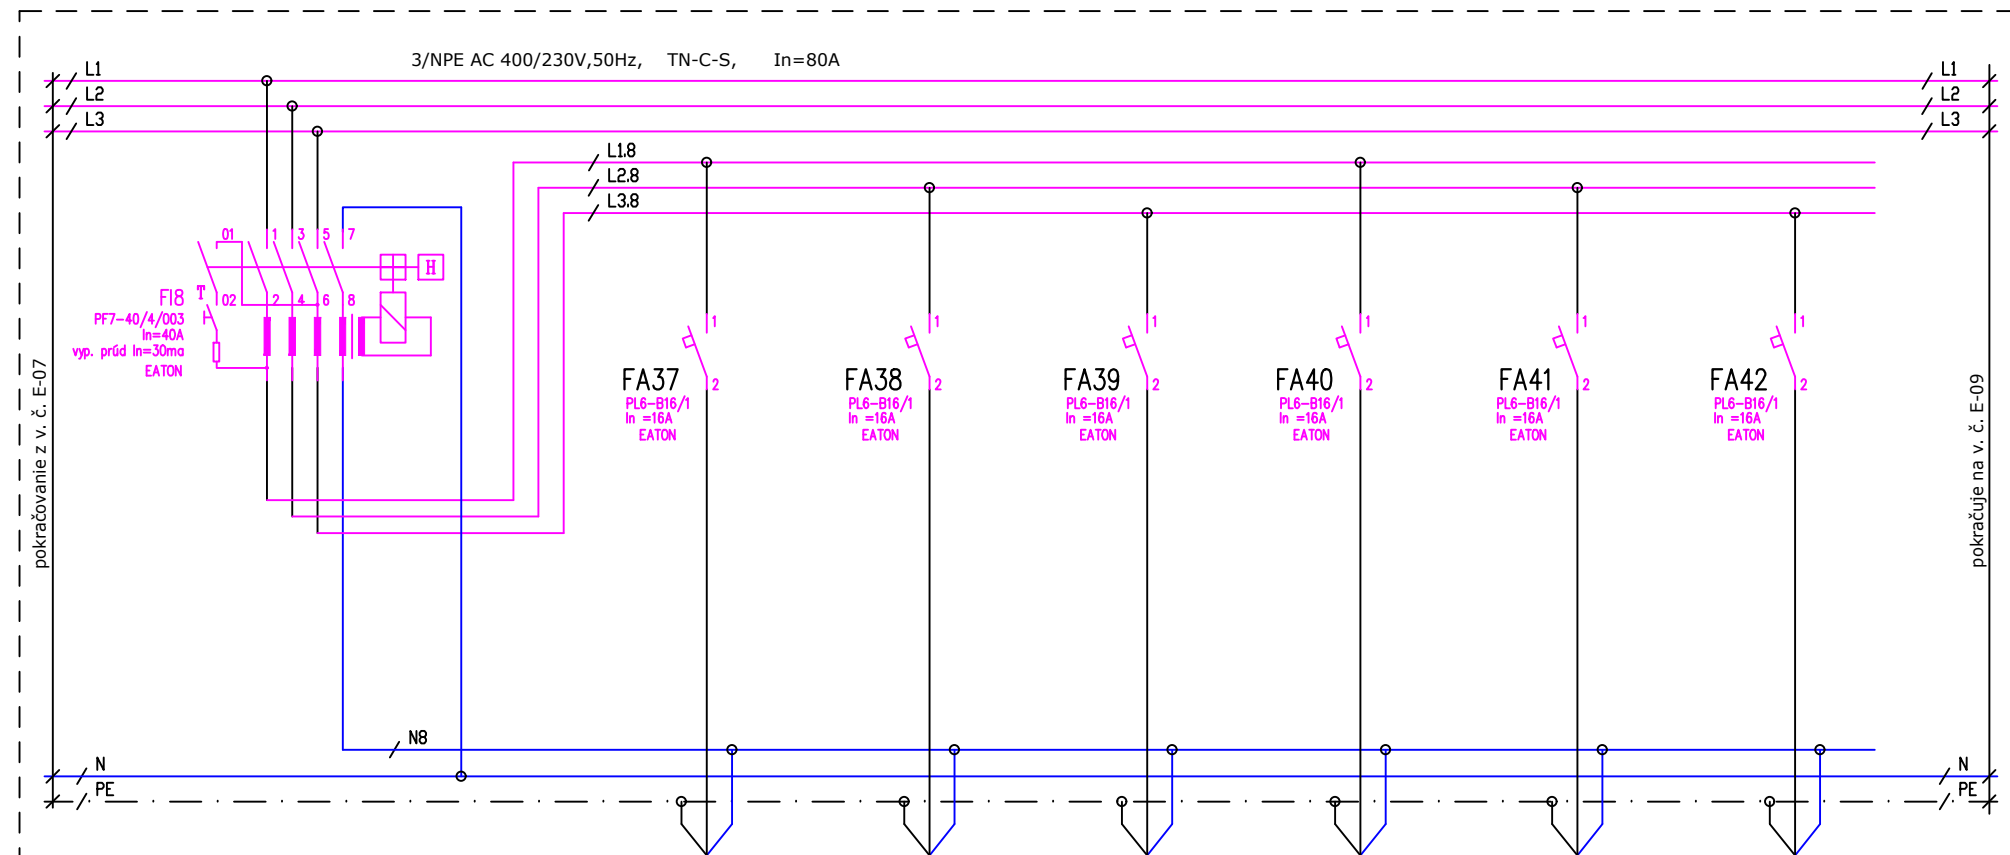 3/NPE AC 400/230V,50Hz, TN-C-S, In=80A
L1 L1
L2 L2
L3 L3
L1.8
L2.8
L3.8
01 1 3 5 7
H
FI8 T 02 2 4 6 8
PF7-40/4/003
In=40A
vyp. prúd In=30ma
EATON
pokračovanie z v. č. E-07
pokračuje na v. č. E-09
1 1 1 1 1 1
2 2 2 2 2 2
FA37 FA38 FA39 FA40 FA41 FA42
PL6-B16/1 PL6-B16/1 PL6-B16/1 PL6-B16/1 PL6-B16/1 PL6-B16/1
In =16A In =16A In =16A In =16A In =16A In =16A
EATON EATON EATON EATON EATON EATON
N8
N N
PE PE